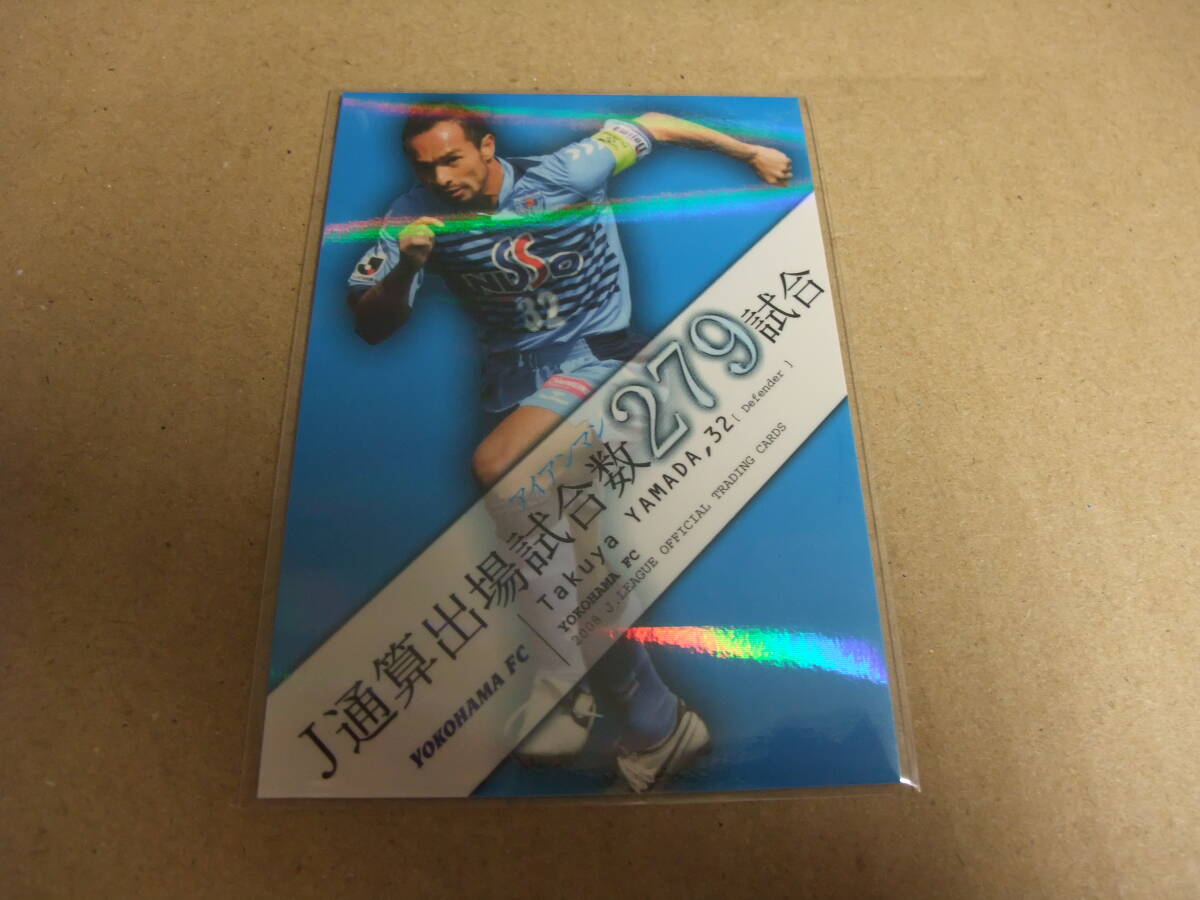 NISSO
32
アイアンマン
J通算出場試合数279試合
Takuya YAMADA,32 [ Defender ]
YOKOHAMA FC
2008 J.LEAGUE OFFICIAL TRADING CARDS
YOKOHAMA FC